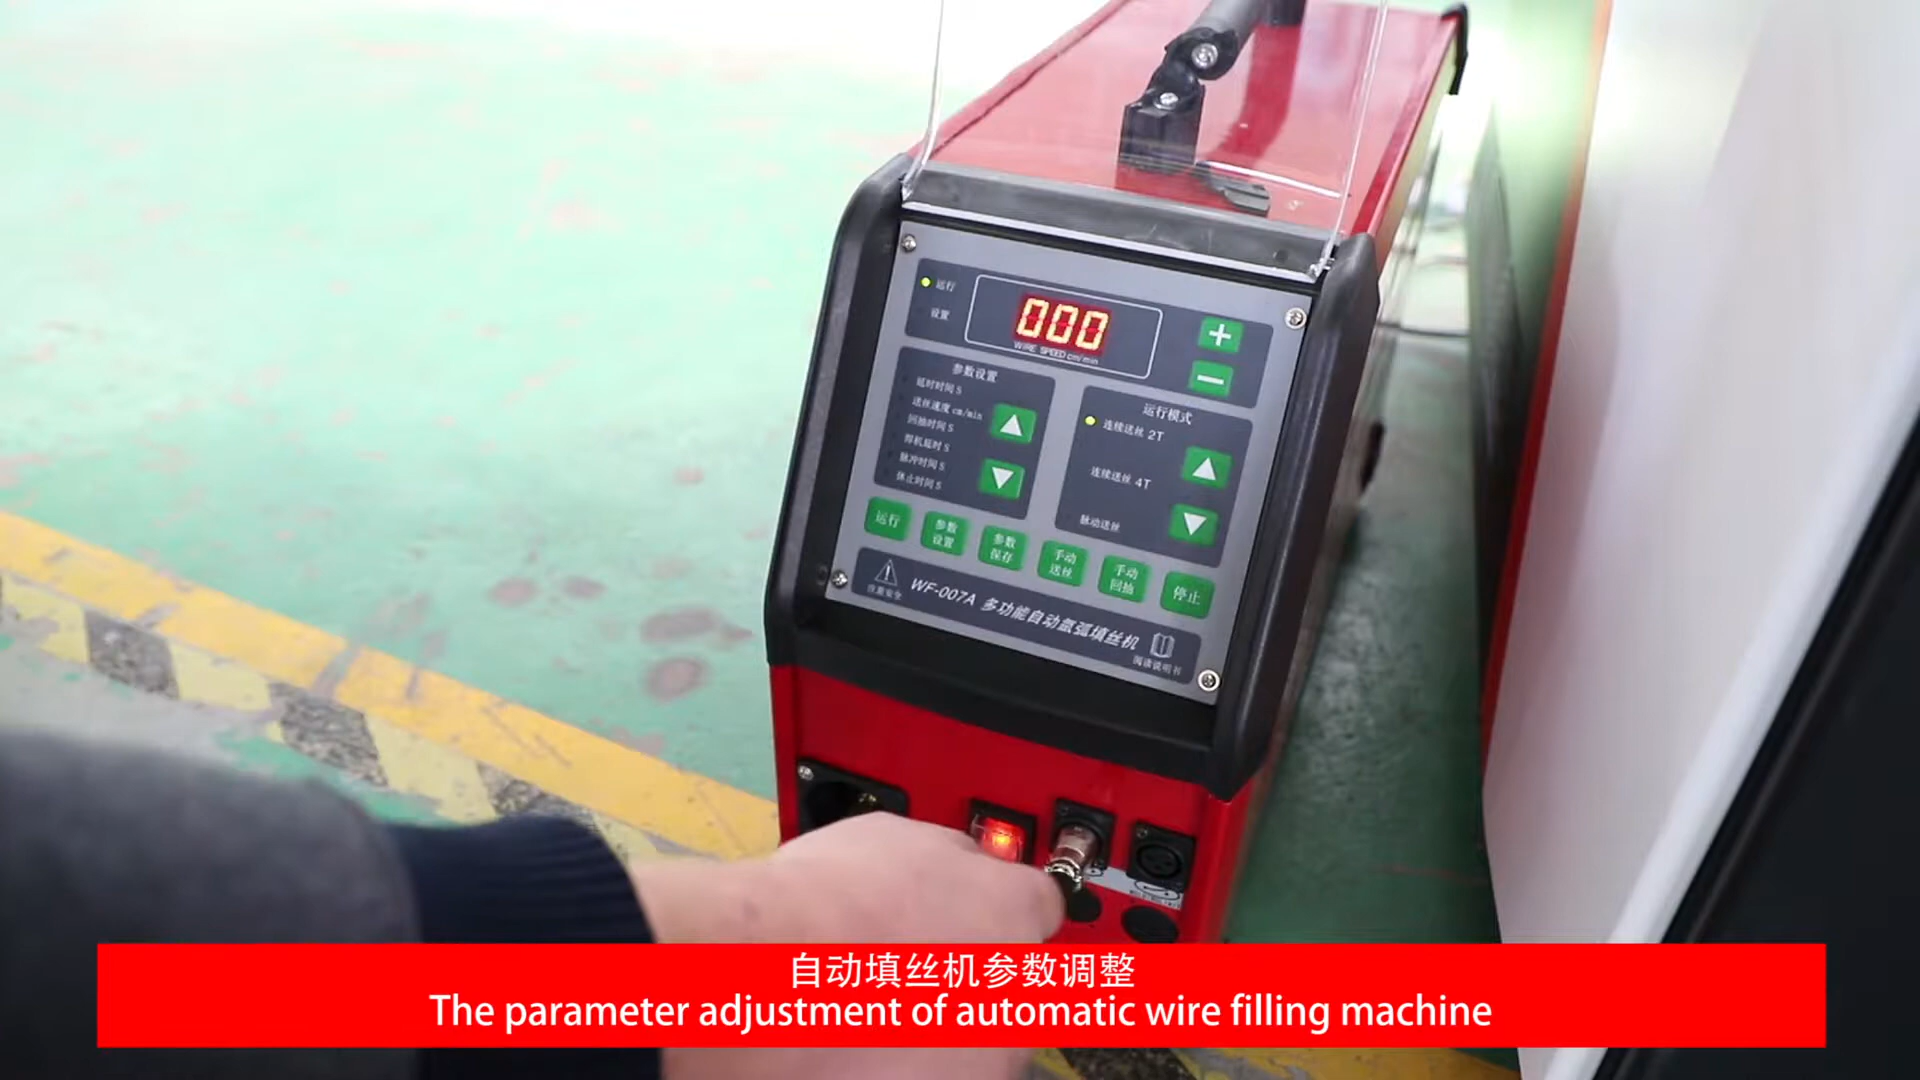 运行
设置
000
WIRE SPEED cm/min
+
−
参数设置
延时时间 S
送丝速度 cm/min
回抽时间 S
焊机延时 S
脉冲时间 S
休止时间 S
运行模式
连续送丝 2T
连续送丝 4T
脉动送丝
运行
参数
设置
参数
保存
手动
送丝
手动
回抽
停止
注意安全
WF-007A 多功能自动氩弧填丝机
阅读说明书
自动填丝机参数调整
The parameter adjustment of automatic wire filling machine